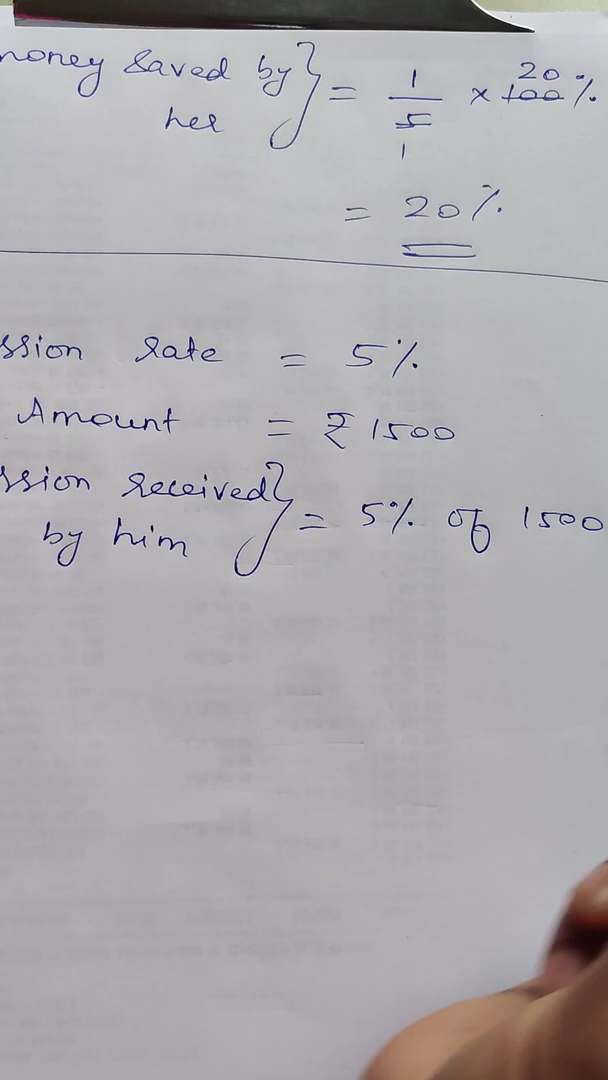 money saved by } = 1/5 × 100 %
her
20
1
= 20 %
ssion rate = 5 %
Amount = ₹ 1500
ssion received } = 5 % of 1500
by him